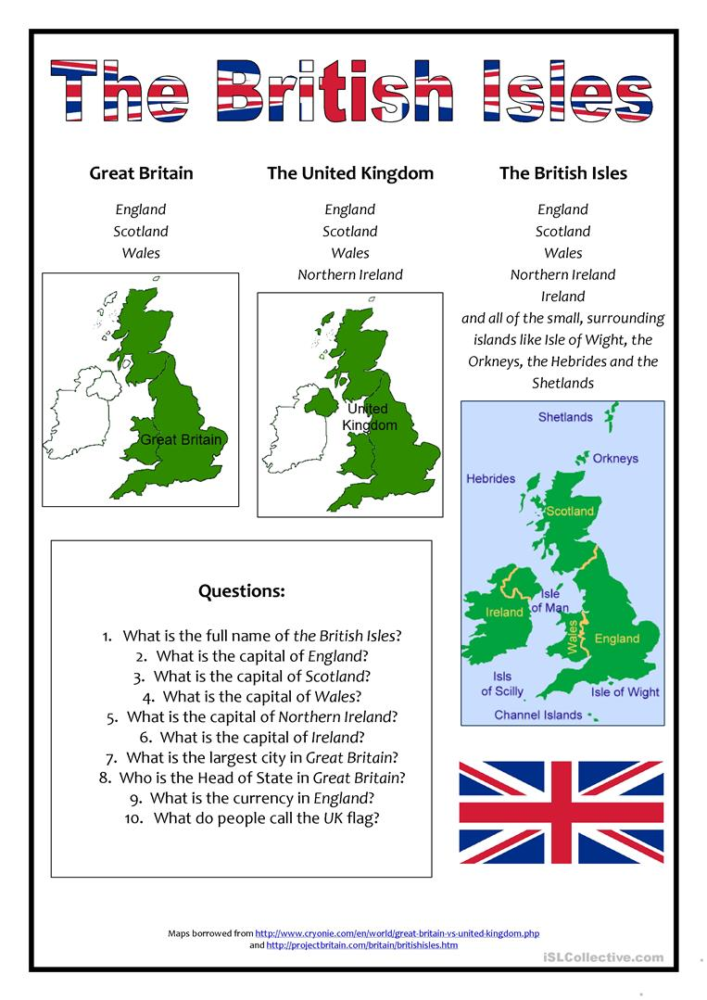 The British Isles
Great Britain
England
Scotland
Wales
Great Britain
The United Kingdom
England
Scotland
Wales
Northern Ireland
United
Kingdom
The British Isles
England
Scotland
Wales
Northern Ireland
Ireland
and all of the small, surrounding
islands like Isle of Wight, the
Orkneys, the Hebrides and the
Shetlands
Shetlands
Orkneys
Hebrides
Scotland
Isle
of Man
Ireland
Wales
England
Isls
of Scilly
Isle of Wight
Channel Islands
Questions:
1. What is the full name of the British Isles?
2. What is the capital of England?
3. What is the capital of Scotland?
4. What is the capital of Wales?
5. What is the capital of Northern Ireland?
6. What is the capital of Ireland?
7. What is the largest city in Great Britain?
8. Who is the Head of State in Great Britain?
9. What is the currency in England?
10. What do people call the UK flag?
Maps borrowed from http://www.cryonie.com/en/world/great-britain-vs-united-kingdom.php
and http://projectbritain.com/britain/britishisles.htm
iSLCollective.com